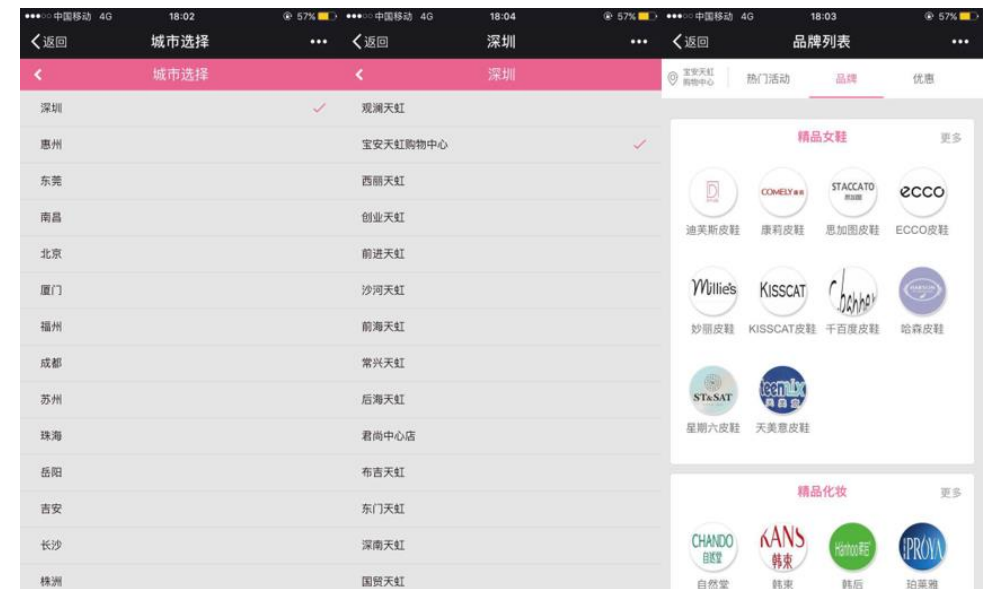 中国移动 4G 18:02 57%
返回 城市选择
城市选择
深圳
惠州
东莞
南昌
北京
厦门
福州
成都
苏州
珠海
岳阳
吉安
长沙
株洲
中国移动 4G 18:04 57%
返回 深圳
深圳
观澜天虹
宝安天虹购物中心
西丽天虹
创业天虹
前进天虹
沙河天虹
前海天虹
常兴天虹
后海天虹
君尚中心店
布吉天虹
东门天虹
深南天虹
国贸天虹
中国移动 4G 18:03 57%
返回 品牌列表
宝安天虹
购物中心
热门活动 品牌 优惠
精品女鞋 更多
COMELY STACCATO ecco
思加图
迪芙斯皮鞋 康莉皮鞋 思加图皮鞋 ECCO皮鞋
Millie's KISSCAT
妙丽皮鞋 KISSCAT皮鞋 千百度皮鞋 哈森皮鞋
ST&SAT teemix
星期六皮鞋 天美意皮鞋
精品化妆 更多
CHANDO KANS Hanhoo PROYA
自然堂 韩束
自然堂 韩束 韩后 珀莱雅